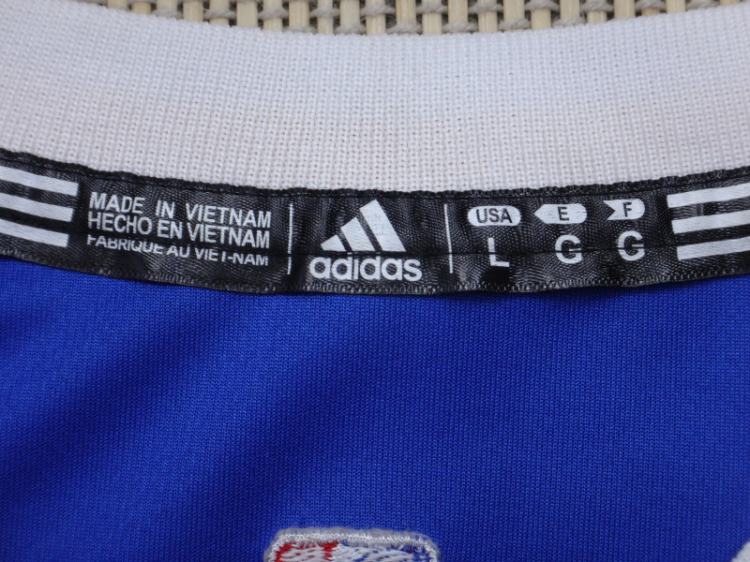 MADE IN VIETNAM
HECHO EN VIETNAM
FABRIQUE AU VIET-NAM
adidas
USA E F
L G G